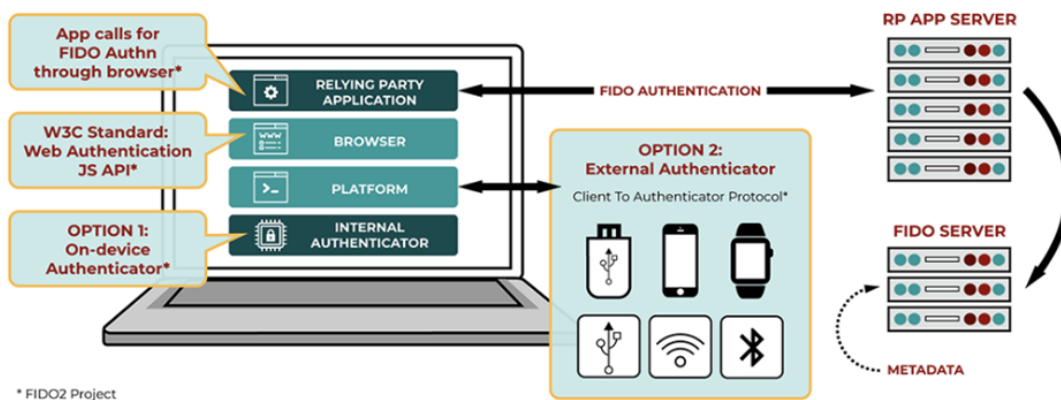 App calls for
FIDO Authn
through browser*
W3C Standard:
Web Authentication
JS API*
OPTION 1:
On-device
Authenticator*
RELYING PARTY
APPLICATION
WWW
BROWSER
PLATFORM
INTERNAL
AUTHENTICATOR
FIDO AUTHENTICATION
OPTION 2:
External Authenticator
Client To Authenticator Protocol*
RP APP SERVER
FIDO SERVER
METADATA
* FIDO2 Project